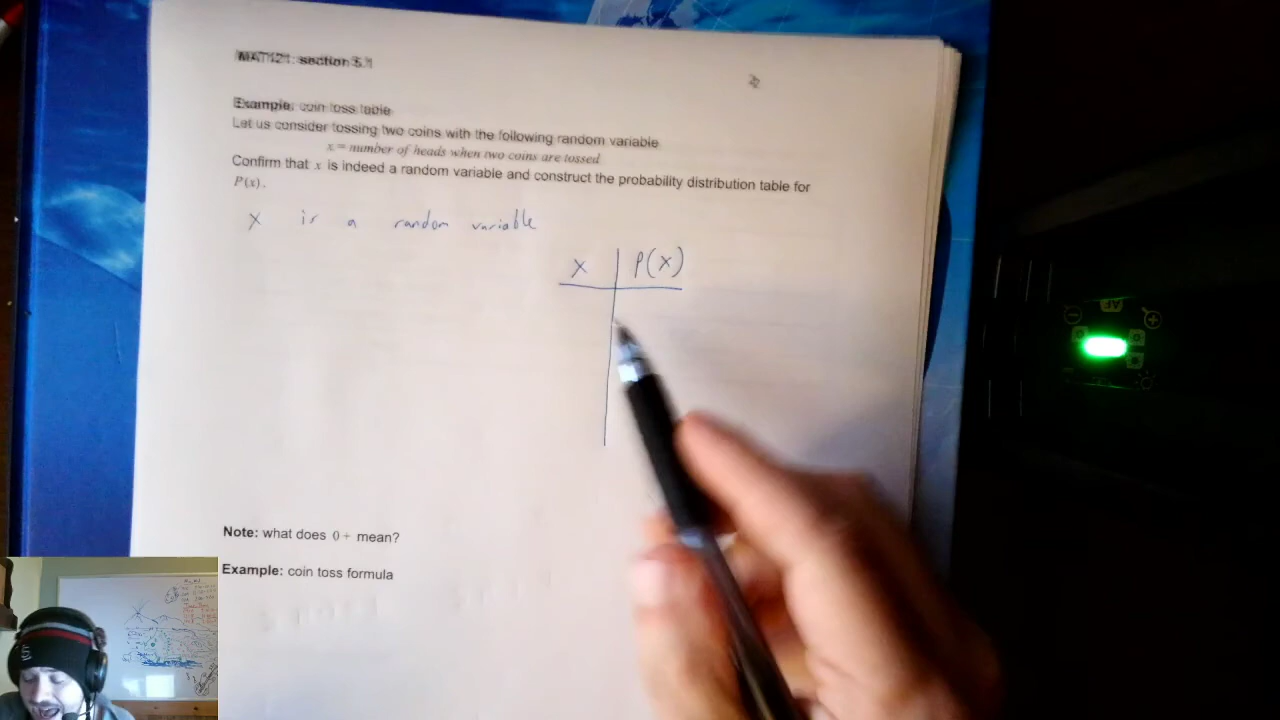 MAT121: section 5.1
Example: coin toss table
Let us consider tossing two coins with the following random variable
x = number of heads when two coins are tossed
Confirm that x is indeed a random variable and construct the probability distribution table for
P(x).
x is a random variable
x P(x)
Note: what does 0+ mean?
Example: coin toss formula